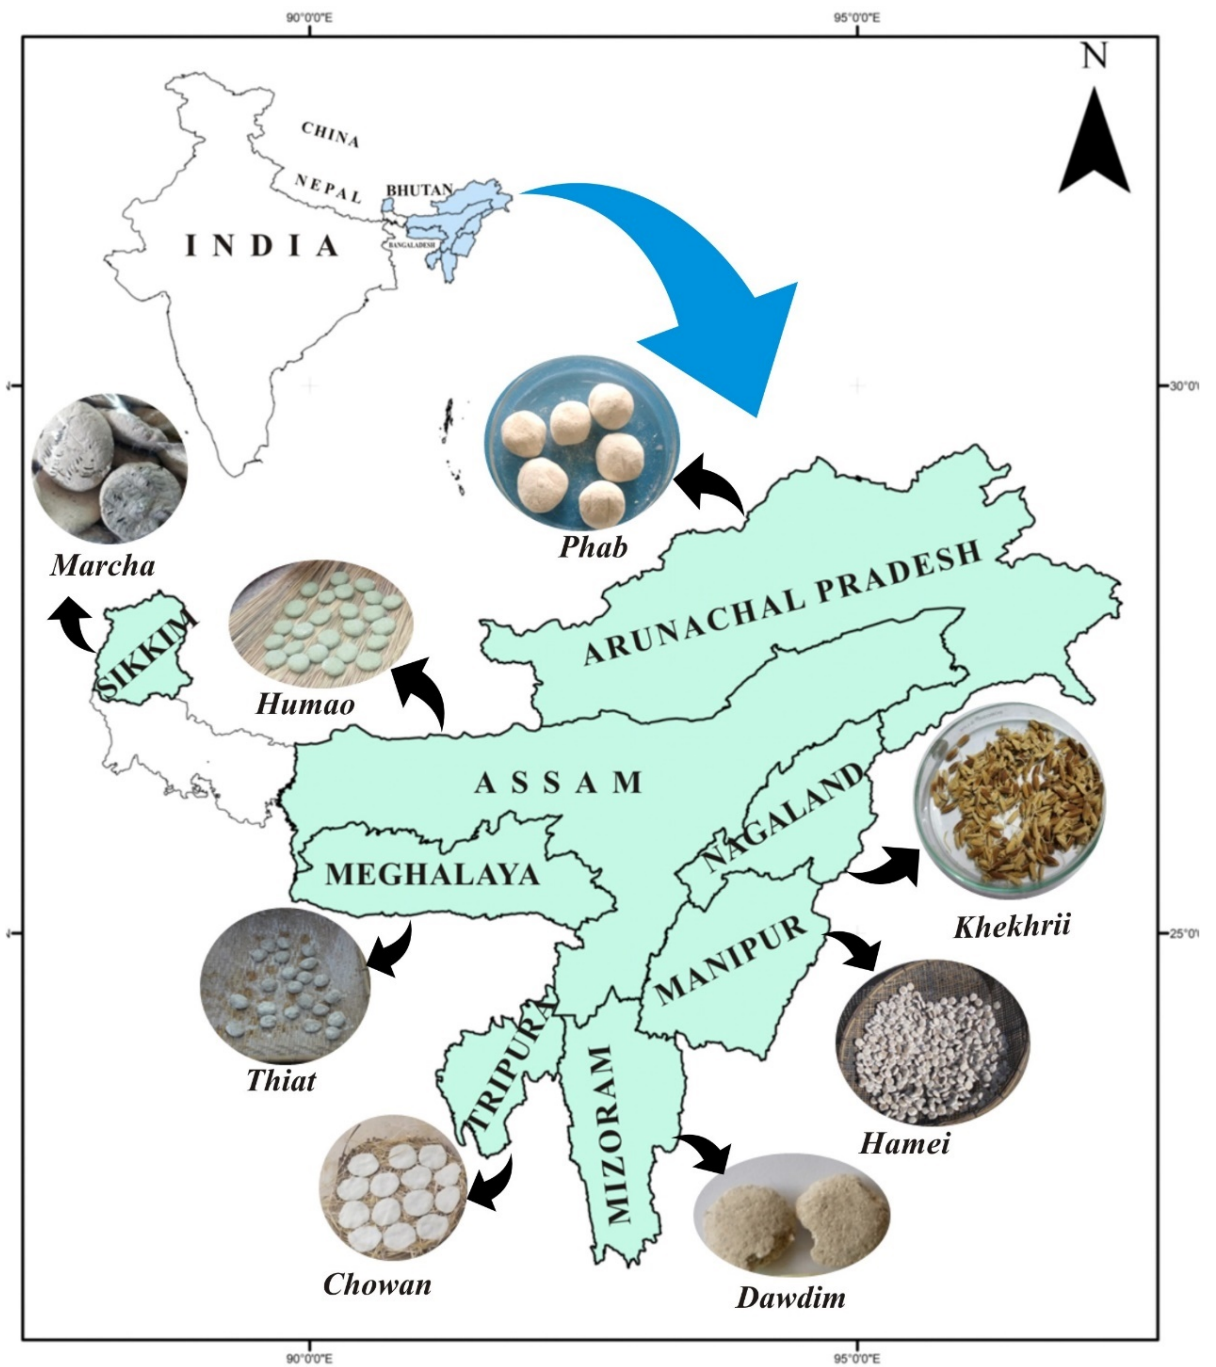 90°0'0"E
95°0'0"E
N
CHINA
NEPAL
BHUTAN
INDIA
BANGALADESH
30°0'
Marcha
Phab
SIKKIM
ARUNACHAL PRADESH
Humao
ASSAM
NAGALAND
MEGHALAYA
Khekhrii
25°0'
MANIPUR
Thiat
TRIPURA
MIZORAM
Hamei
Chowan
Dawdim
90°0'0"E
95°0'0"E